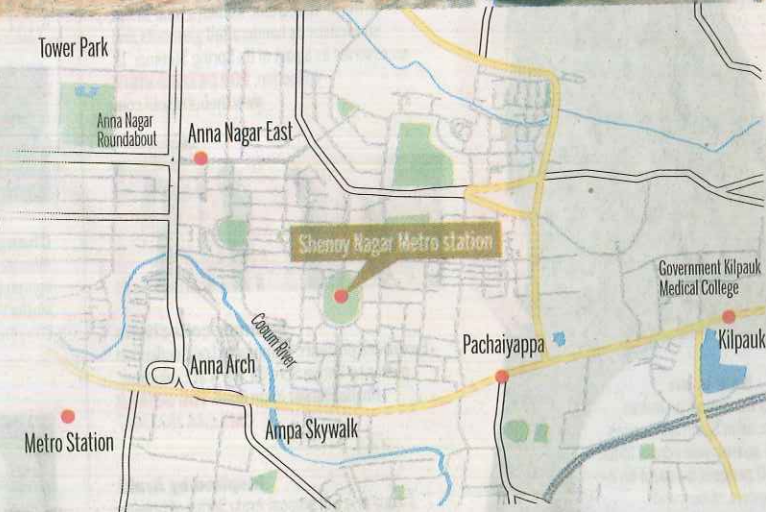 Tower Park
Anna Nagar
Roundabout
Anna Nagar East
Shenoy Nagar Metro station
Government Kilpauk
Medical College
Cooum River
Pachaiyappa
Kilpauk
Anna Arch
Ampa Skywalk
Metro Station